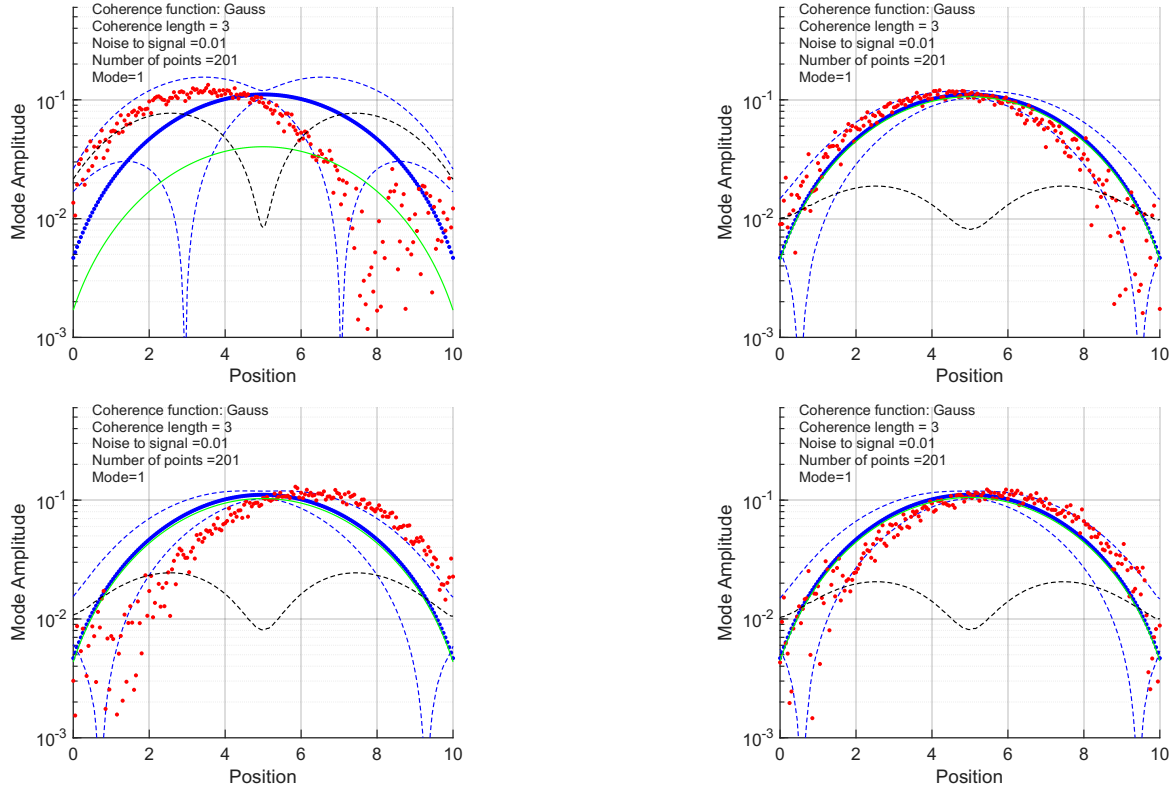 Coherence function: Gauss
Coherence length = 3
Noise to signal =0.01
Number of points =201
Mode=1
10-1
10-2
10-3
Mode Amplitude
0 2 4 6 8 10
Position
Coherence function: Gauss
Coherence length = 3
Noise to signal =0.01
Number of points =201
Mode=1
10-1
10-2
10-3
Mode Amplitude
0 2 4 6 8 10
Position
Coherence function: Gauss
Coherence length = 3
Noise to signal =0.01
Number of points =201
Mode=1
10-1
10-2
10-3
Mode Amplitude
0 2 4 6 8 10
Position
Coherence function: Gauss
Coherence length = 3
Noise to signal =0.01
Number of points =201
Mode=1
10-1
10-2
10-3
Mode Amplitude
0 2 4 6 8 10
Position